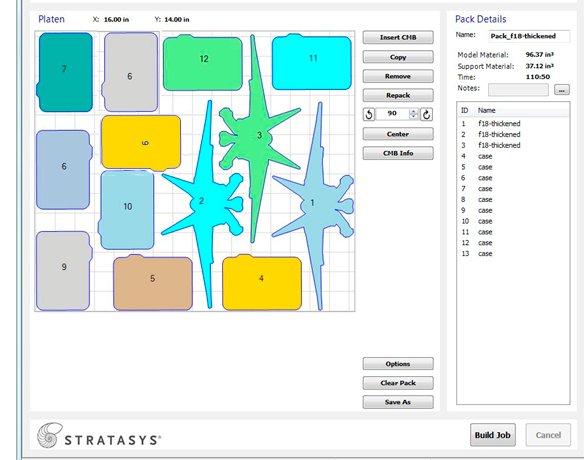 Platen X: 16.00 in Y: 14.00 in
7
6
12
11
6
6
3
10
2
1
9
5
4
Insert CMB
Copy
Remove
Repack
90
Center
CMB Info
Options
Clear Pack
Save As
Pack Details
Name: Pack_f18-thickened
Model Material: 96.37 in³
Support Material: 37.12 in³
Time: 110:50
Notes: ...
ID Name
1 f18-thickened
2 f18-thickened
3 f18-thickened
4 case
5 case
6 case
7 case
8 case
9 case
10 case
11 case
12 case
13 case
STRATASYS
Build Job Cancel